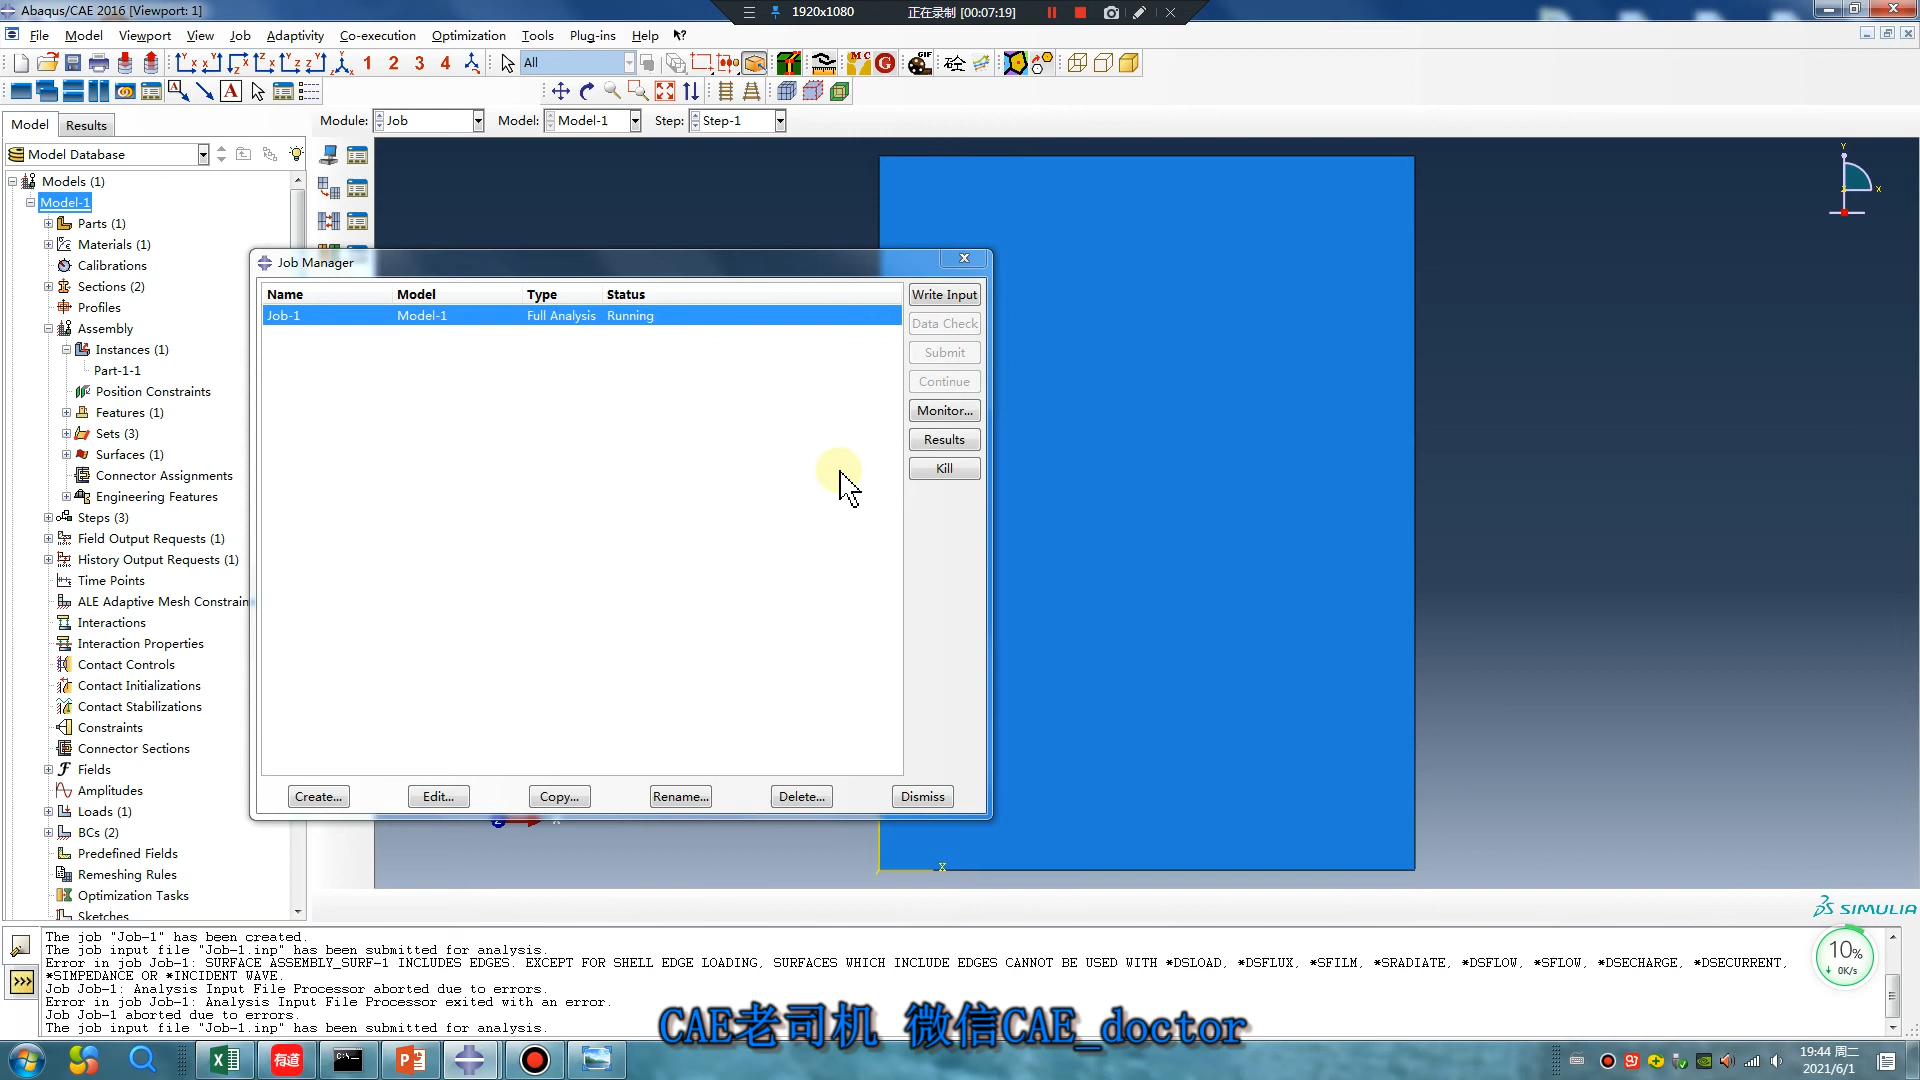 Abaqus/CAE 2016 [Viewport: 1]
1920x1080
正在录制 [00:07:19]
File Model Viewport View Job Adaptivity Co-execution Optimization Tools Plug-ins Help
1 2 3 4
All
Model Results
Module: Job Model: Model-1 Step: Step-1
Model Database
Models (1)
Model-1
Parts (1)
Materials (1)
Calibrations
Sections (2)
Profiles
Assembly
Instances (1)
Part-1-1
Position Constraints
Features (1)
Sets (3)
Surfaces (1)
Connector Assignments
Engineering Features
Steps (3)
Field Output Requests (1)
History Output Requests (1)
Time Points
ALE Adaptive Mesh Constrain
Interactions
Interaction Properties
Contact Controls
Contact Initializations
Contact Stabilizations
Constraints
Connector Sections
Fields
Amplitudes
Loads (1)
BCs (2)
Predefined Fields
Remeshing Rules
Optimization Tasks
Sketches
Job Manager
Name Model Type Status
Job-1 Model-1 Full Analysis Running
Write Input
Data Check
Submit
Continue
Monitor...
Results
Kill
Create... Edit... Copy... Rename... Delete... Dismiss
Y
X
X
SIMULIA
The job "Job-1" has been created.
The job input file "Job-1.inp" has been submitted for analysis.
Error in job Job-1: SURFACE ASSEMBLY_SURF-1 INCLUDES EDGES. EXCEPT FOR SHELL EDGE LOADING, SURFACES WHICH INCLUDE EDGES CANNOT BE USED WITH *DSLOAD, *DSFLUX, *SFILM, *SRADIATE, *DSFLOW, *SFLOW, *DSECHARGE, *DSECURRENT,
*SIMPEDANCE OR *INCIDENT WAVE.
Job Job-1: Analysis Input File Processor aborted due to errors.
Error in job Job-1: Analysis Input File Processor exited with an error.
Job Job-1 aborted due to errors.
The job input file "Job-1.inp" has been submitted for analysis.
10%
0K/s
CAE老司机 微信CAE_doctor
有道
19:44 周二
2021/6/1